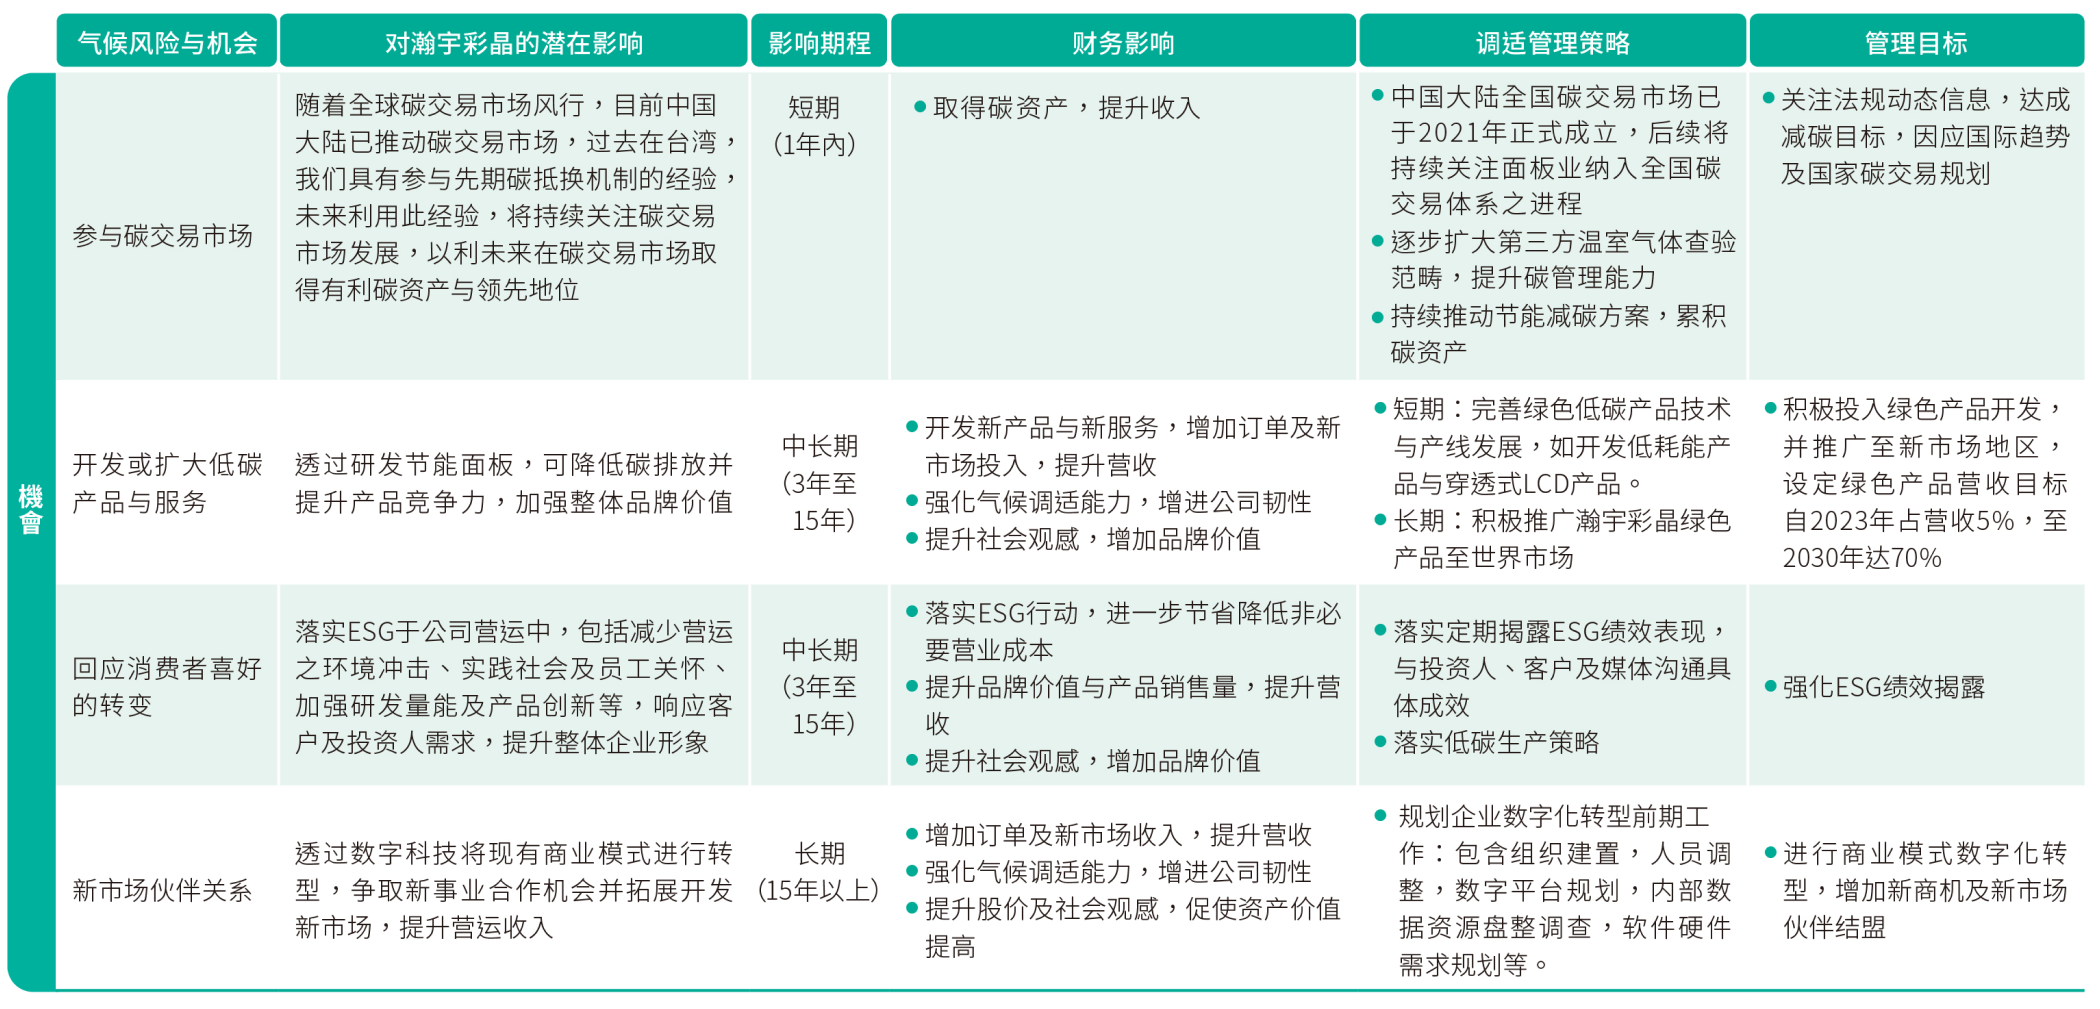 气候风险与机会
对瀚宇彩晶的潜在影响
影响期程
财务影响
调适管理策略
管理目标
機會
参与碳交易市场
随着全球碳交易市场风行，目前中国
大陆已推动碳交易市场，过去在台湾，
我们具有参与先期碳抵换机制的经验，
未来利用此经验，将持续关注碳交易
市场发展，以利未来在碳交易市场取
得有利碳资产与领先地位
短期
（1年內）
●取得碳资产，提升收入
●中国大陆全国碳交易市场已
于2021年正式成立，后续将
持续关注面板业纳入全国碳
交易体系之进程
●逐步扩大第三方温室气体查验
范畴，提升碳管理能力
●持续推动节能减碳方案，累积
碳资产
●关注法规动态信息，达成
减碳目标，因应国际趋势
及国家碳交易规划
开发或扩大低碳
产品与服务
透过研发节能面板，可降低碳排放并
提升产品竞争力，加强整体品牌价值
中长期
（3年至
15年）
●开发新产品与新服务，增加订单及新
市场投入，提升营收
●强化气候调适能力，增进公司韧性
●提升社会观感，增加品牌价值
●短期：完善绿色低碳产品技术
与产线发展，如开发低耗能产
品与穿透式LCD产品。
●长期：积极推广瀚宇彩晶绿色
产品至世界市场
●积极投入绿色产品开发，
并推广至新市场地区，
设定绿色产品营收目标
自2023年占营收5%，至
2030年达70%
回应消费者喜好
的转变
落实ESG于公司营运中，包括减少营运
之环境冲击、实践社会及员工关怀、
加强研发量能及产品创新等，响应客
户及投资人需求，提升整体企业形象
中长期
（3年至
15年）
●落实ESG行动，进一步节省降低非必
要营业成本
●提升品牌价值与产品销售量，提升营
收
●提升社会观感，增加品牌价值
●落实定期揭露ESG绩效表现，
与投资人、客户及媒体沟通具
体成效
●落实低碳生产策略
●强化ESG绩效揭露
新市场伙伴关系
透过数字科技将现有商业模式进行转
型，争取新事业合作机会并拓展开发
新市场，提升营运收入
长期
（15年以上）
●增加订单及新市场收入，提升营收
●强化气候调适能力，增进公司韧性
●提升股价及社会观感，促使资产价值
提高
●规划企业数字化转型前期工
作：包含组织建置，人员调
整，数字平台规划，内部数
据资源盘整调查，软件硬件
需求规划等。
●进行商业模式数字化转
型，增加新商机及新市场
伙伴结盟